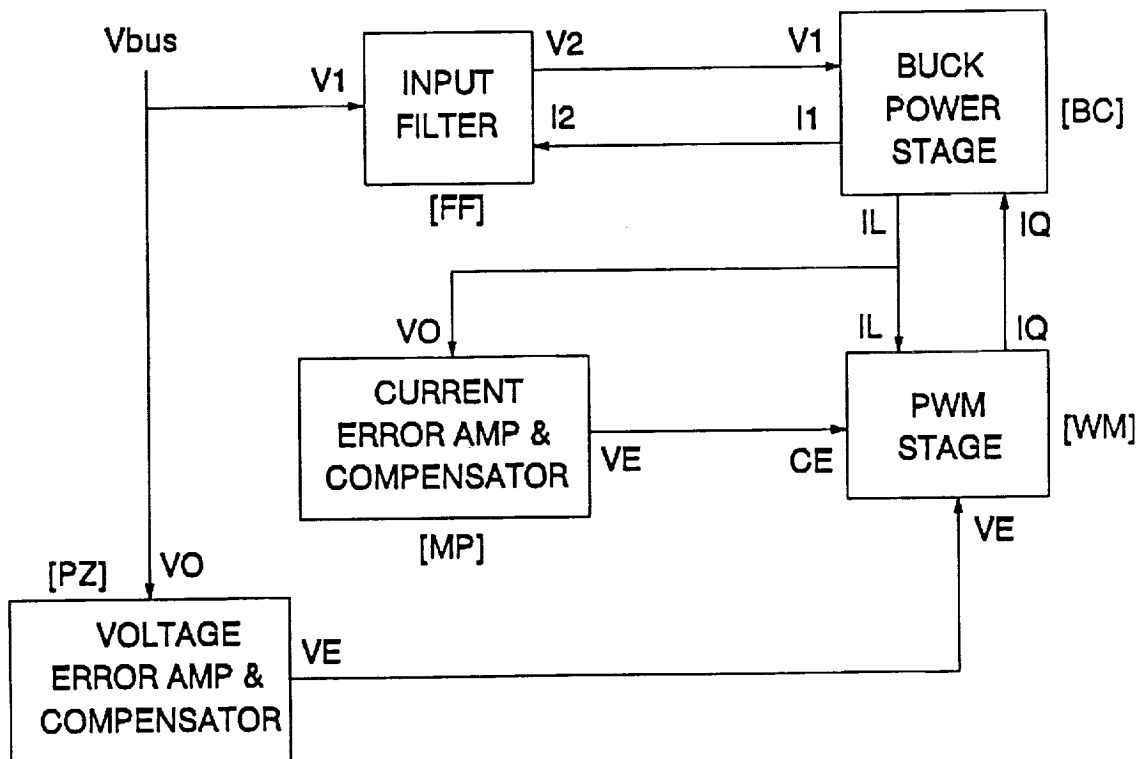 Vbus
V1
INPUT
FILTER
[FF]
V2
V1
I2
I1
BUCK
POWER
STAGE
[BC]
IL
IQ
VO
IL
IQ
CURRENT
ERROR AMP &
COMPENSATOR
[MP]
VE
CE
PWM
STAGE
[WM]
VE
[PZ]
VO
VOLTAGE
ERROR AMP &
COMPENSATOR
VE